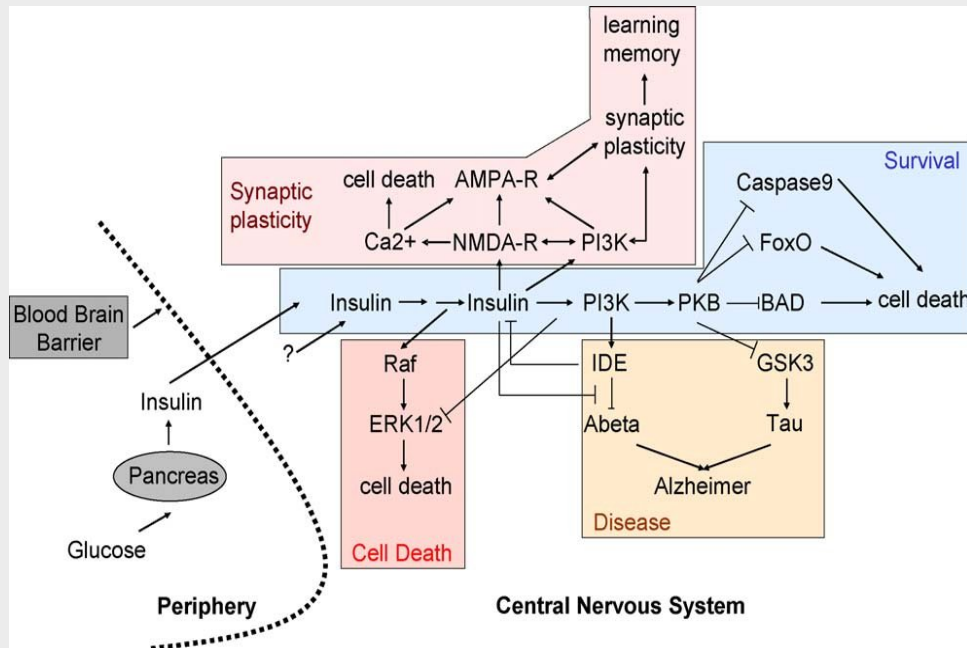 learning
memory
synaptic
plasticity
Survival
Synaptic
plasticity
cell death AMPA-R
Caspase9
Ca2+ NMDA-R PI3K
FoxO
Blood Brain
Barrier
Insulin Insulin PI3K PKB BAD cell death
?
Raf IDE GSK3
Insulin
ERK1/2 Abeta Tau
Pancreas
cell death Alzheimer
Glucose
Cell Death
Disease
Periphery
Central Nervous System